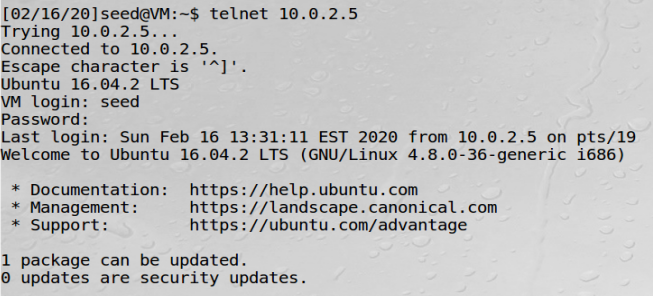 [02/16/20]seed@VM:~$ telnet 10.0.2.5
Trying 10.0.2.5...
Connected to 10.0.2.5.
Escape character is '^]'.
Ubuntu 16.04.2 LTS
VM login: seed
Password:
Last login: Sun Feb 16 13:31:11 EST 2020 from 10.0.2.5 on pts/19
Welcome to Ubuntu 16.04.2 LTS (GNU/Linux 4.8.0-36-generic i686)

 * Documentation:  https://help.ubuntu.com
 * Management:     https://landscape.canonical.com
 * Support:        https://ubuntu.com/advantage

1 package can be updated.
0 updates are security updates.